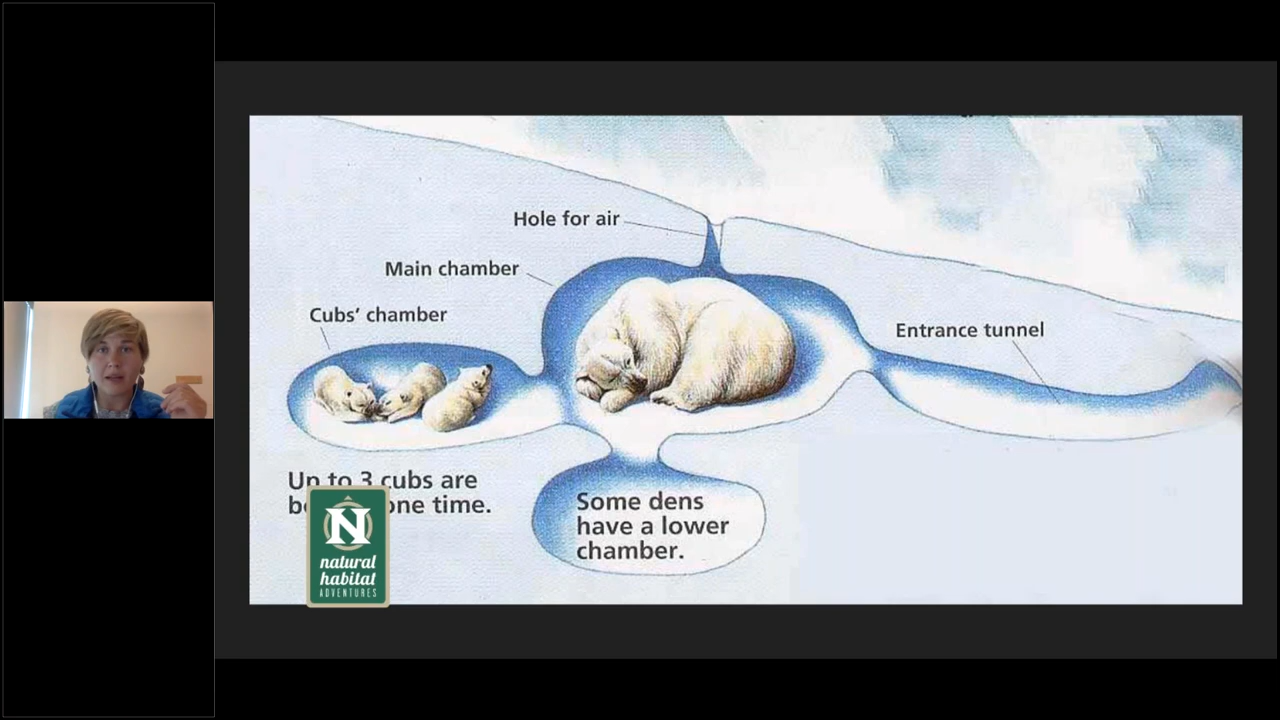 Hole for air
Main chamber
Cubs’ chamber
Entrance tunnel
Up to 3 cubs are
one time.
Some dens
have a lower
chamber.
N
natural
habitat
ADVENTURES